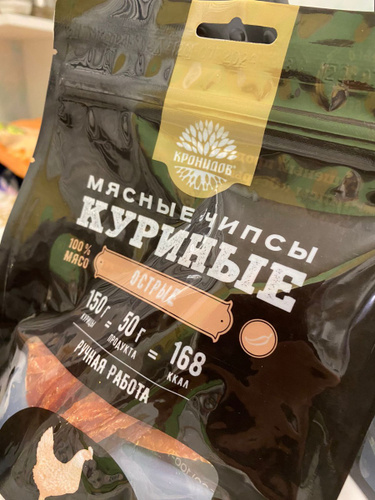 КРОНИДОВ®
МЯСНЫЕ ЧИПСЫ
КУРИНЫЕ
100%
МЯСО
ОСТРЫЕ
150 г = 50 г = 168
КУРИЦЫ ПРОДУКТА ККАЛ
РУЧНАЯ РАБОТА